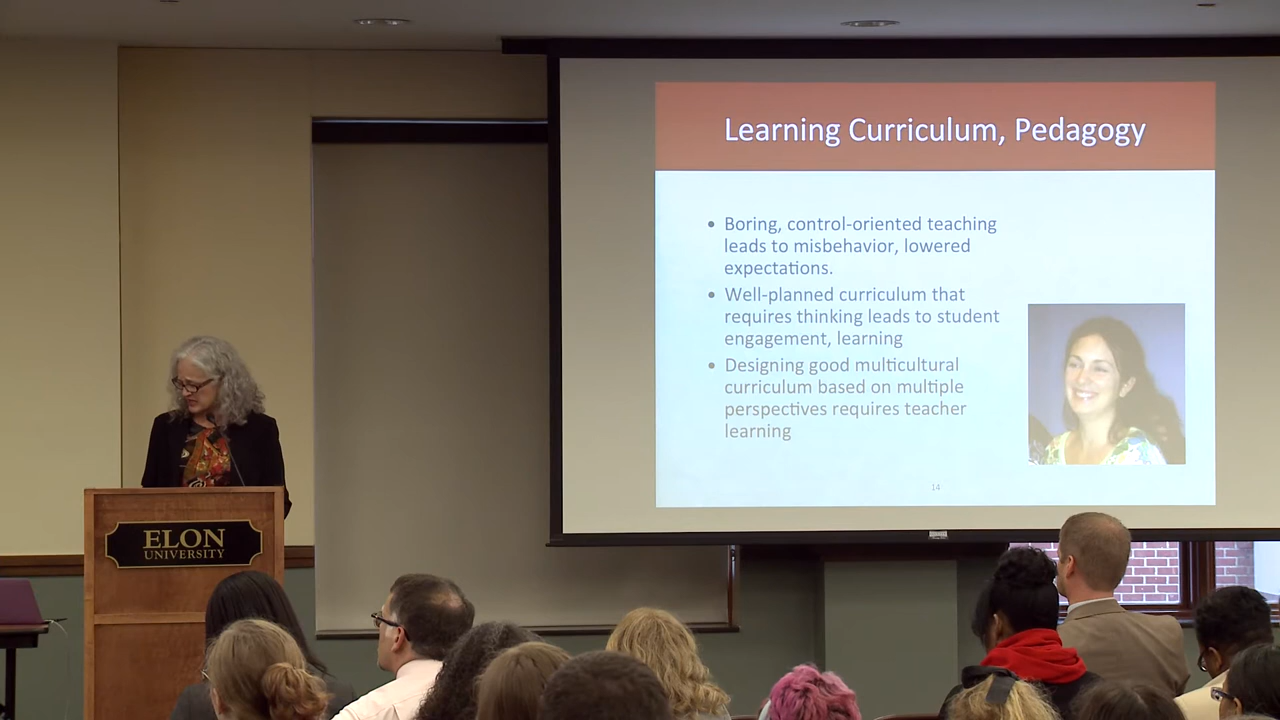 Learning Curriculum, Pedagogy
• Boring, control-oriented teaching
leads to misbehavior, lowered
expectations.
• Well-planned curriculum that
requires thinking leads to student
engagement, learning
• Designing good multicultural
curriculum based on multiple
perspectives requires teacher
learning
14
ELON
UNIVERSITY